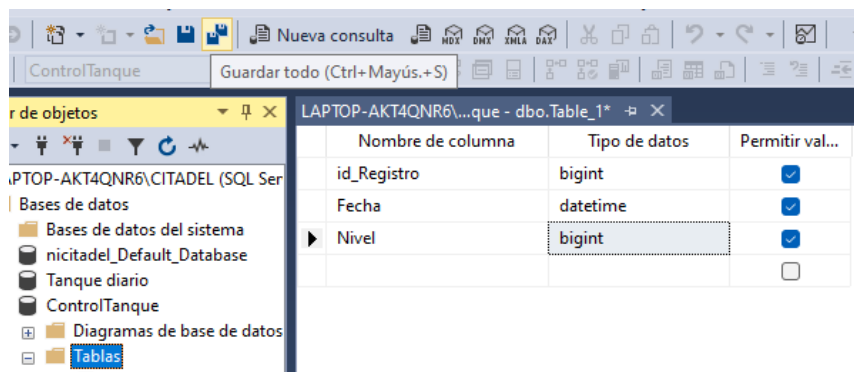 Nueva consulta MDX DMX XMLA DAX
ControlTanque
Guardar todo (Ctrl+Mayús.+S)
r de objetos
LAPTOP-AKT4QNR6\...que - dbo.Table_1*
Nombre de columna Tipo de datos Permitir val...
id_Registro bigint
Fecha datetime
Nivel bigint
PTOP-AKT4QNR6\CITADEL (SQL Ser
Bases de datos
Bases de datos del sistema
nicitadel_Default_Database
Tanque diario
ControlTanque
Diagramas de base de datos
Tablas